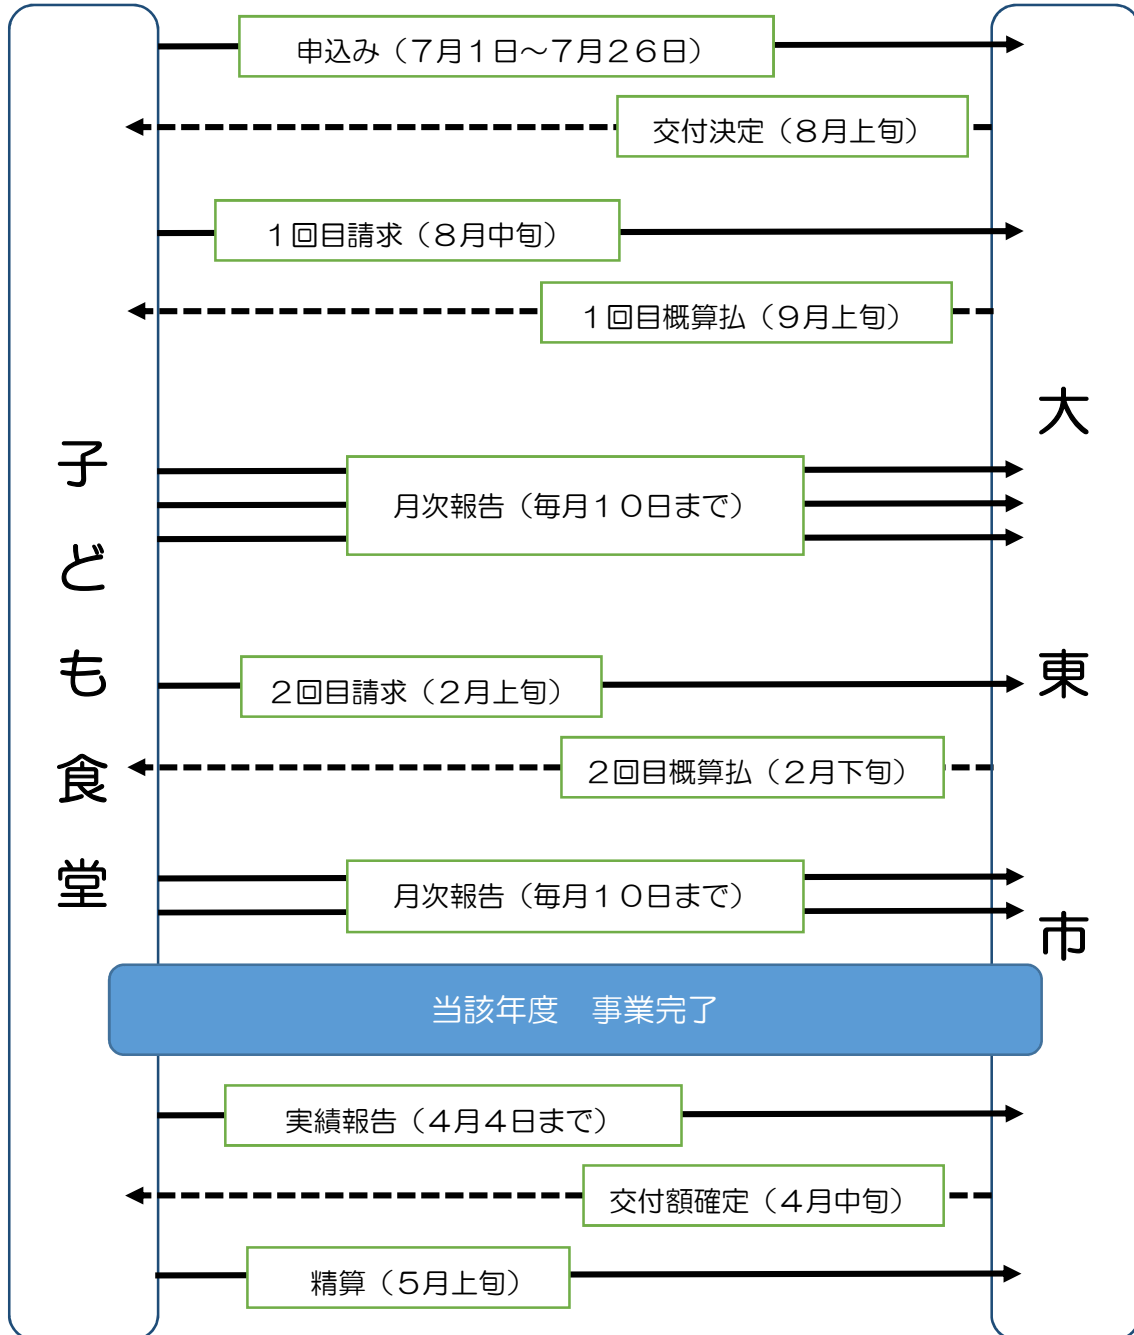 申込み（７月１日～７月２６日）
交付決定（８月上旬）
１回目請求（８月中旬）
１回目概算払（９月上旬）
子ども食堂
大東市
月次報告（毎月１０日まで）
２回目請求（２月上旬）
２回目概算払（２月下旬）
月次報告（毎月１０日まで）
当該年度　事業完了
実績報告（４月４日まで）
交付額確定（４月中旬）
精算（５月上旬）